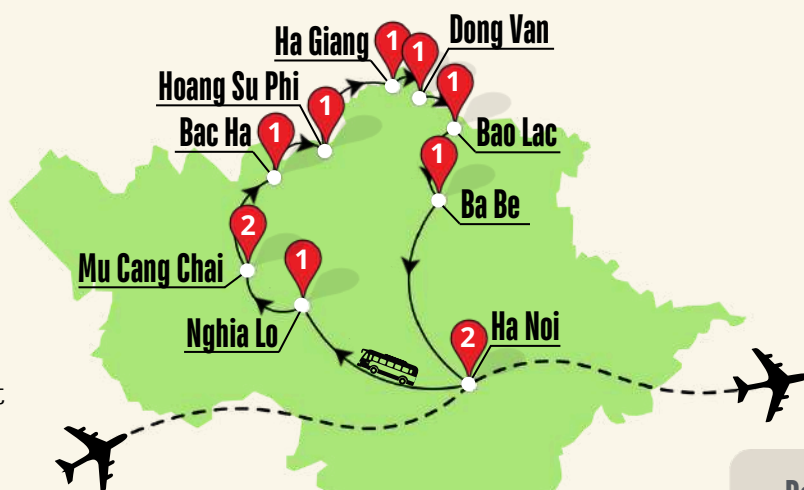 Ha Giang
1
1
Dong Van
Hoang Su Phi
1
1
Bac Ha
1
Bao Lac
1
Ba Be
2
Mu Cang Chai
1
Nghia Lo
2
Ha Noi
t